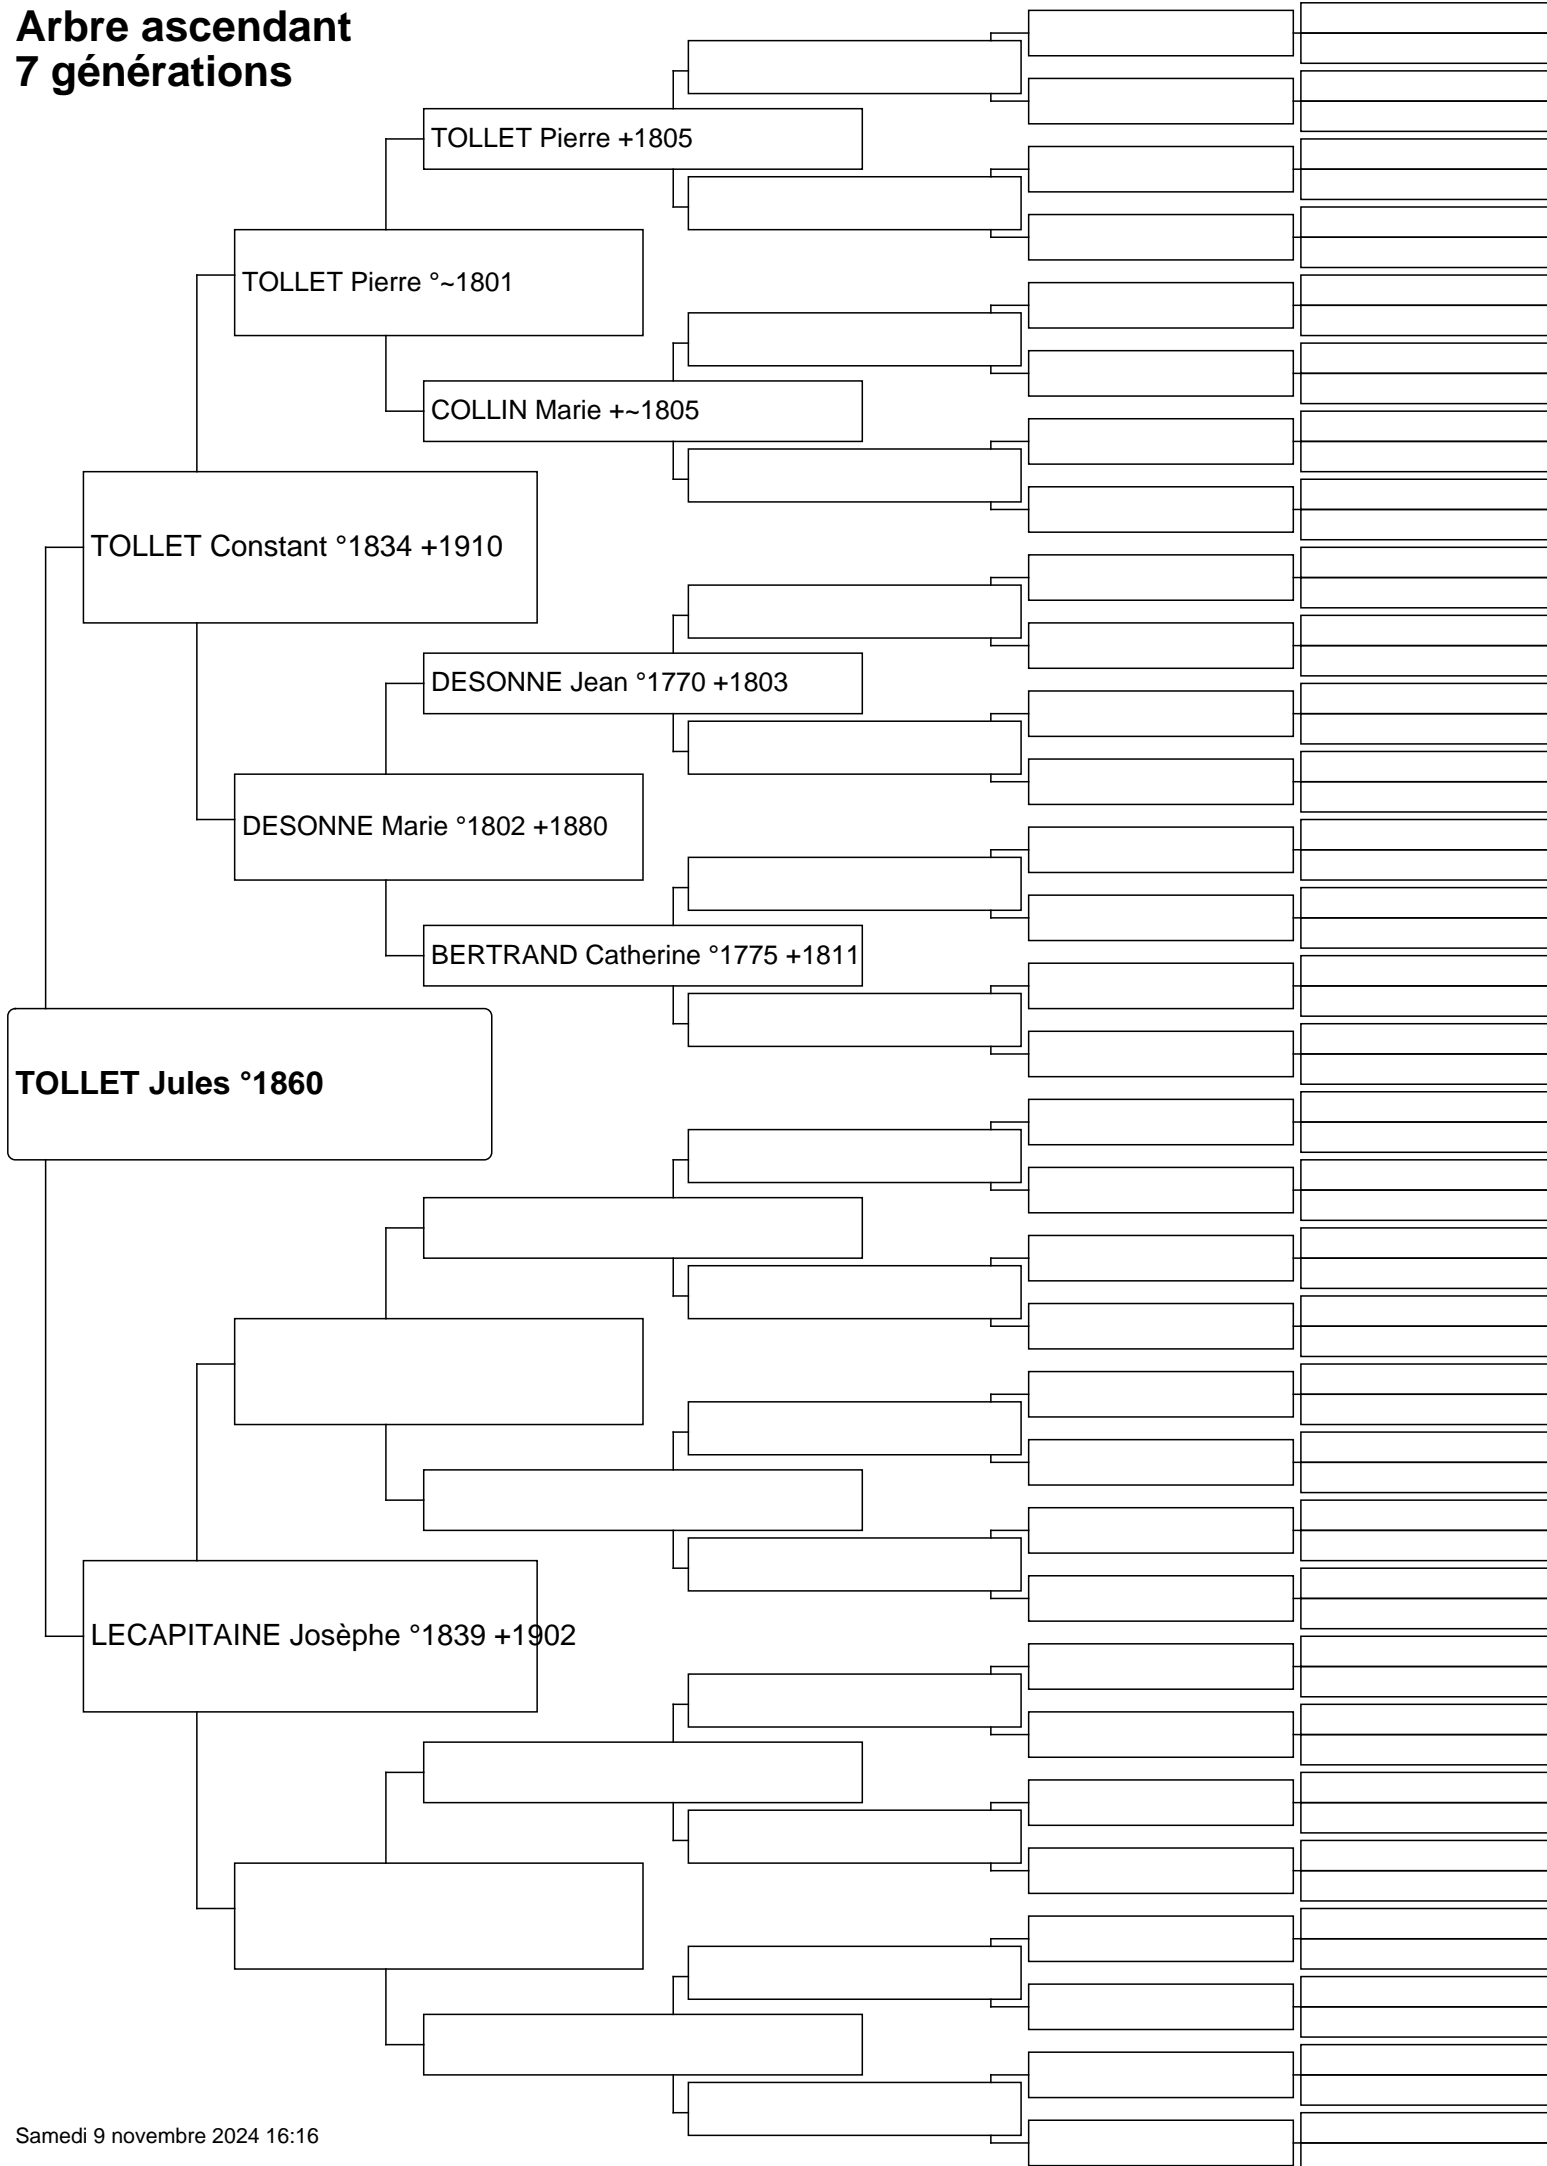 Arbre ascendant
7 générations
TOLLET Pierre +1805
TOLLET Pierre °~1801
COLLIN Marie +~1805
TOLLET Constant °1834 +1910
DESONNE Jean °1770 +1803
DESONNE Marie °1802 +1880
BERTRAND Catherine °1775 +1811
TOLLET Jules °1860
LECAPITAINE Josèphe °1839 +1902
Samedi 9 novembre 2024 16:16